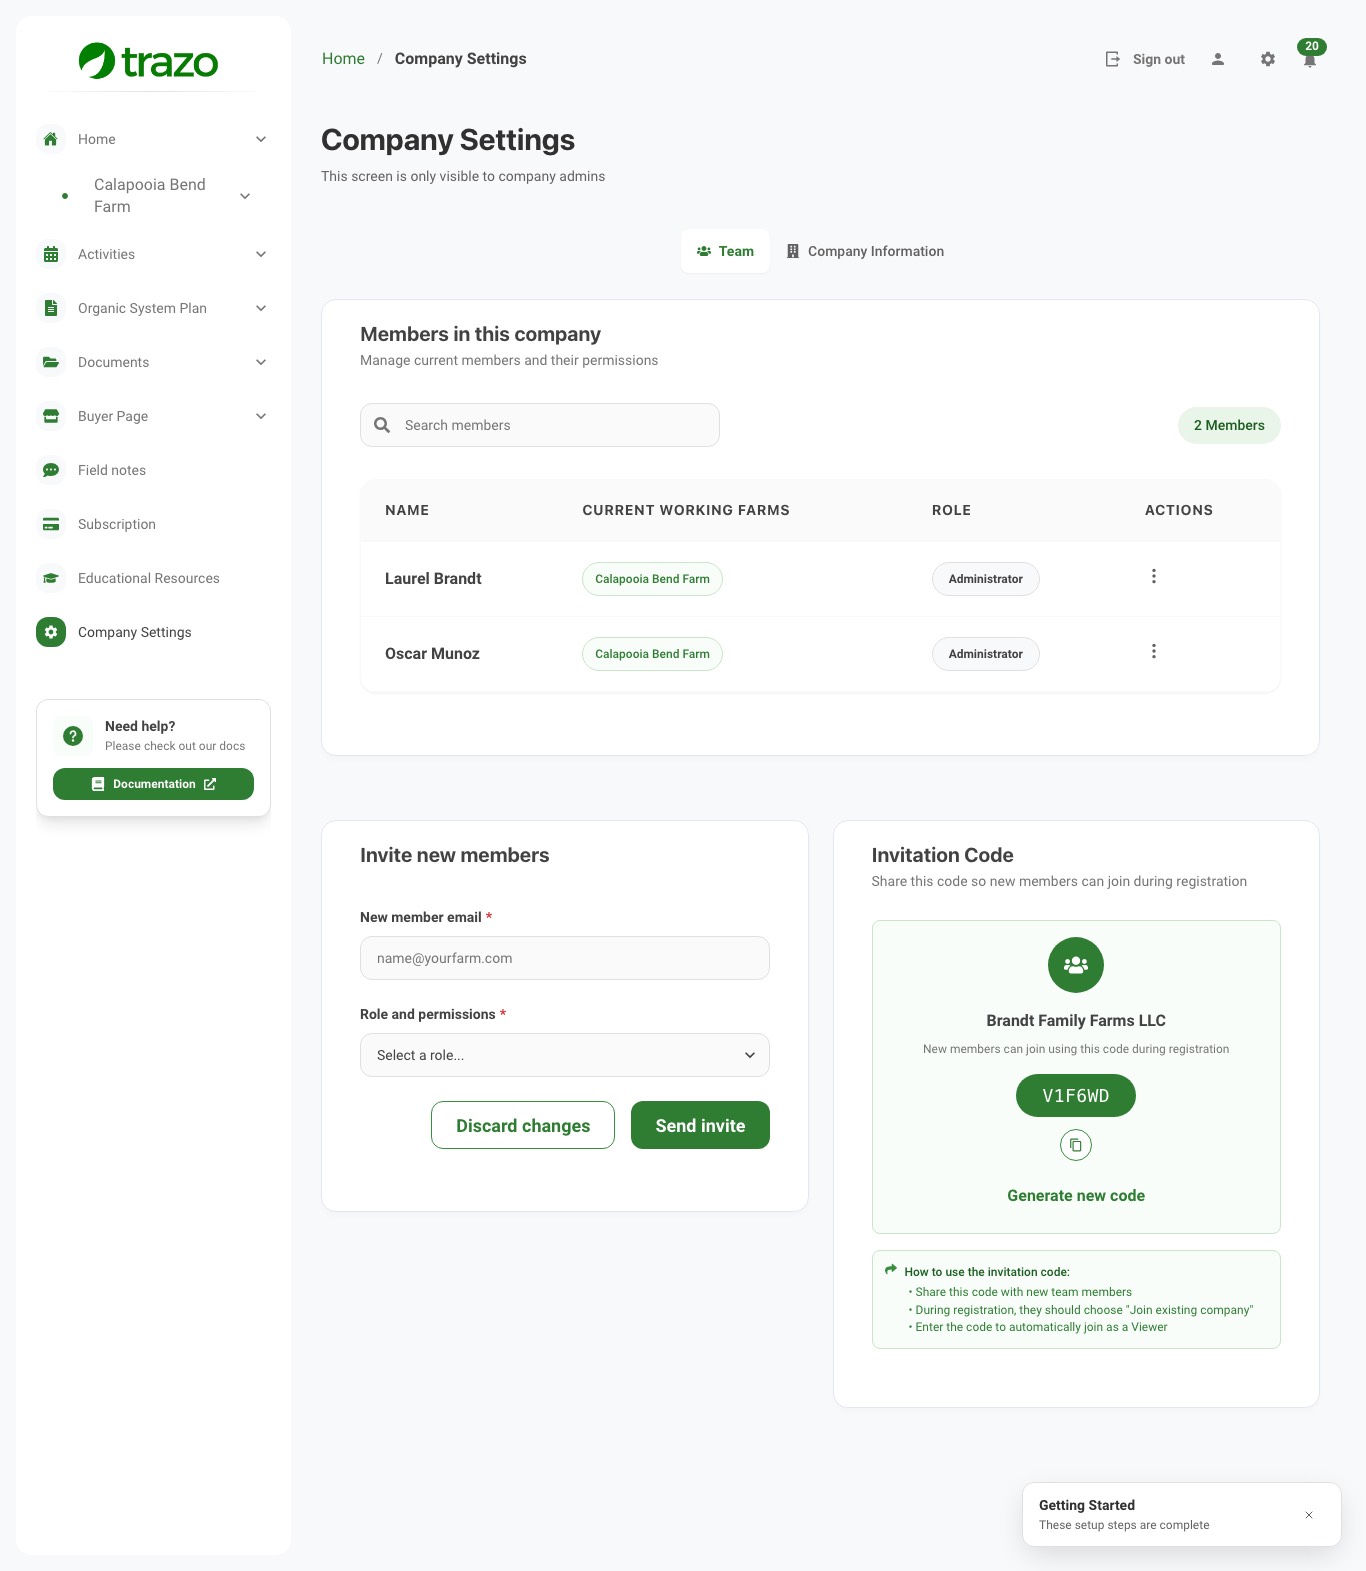 trazo
Home
Calapooia Bend
Farm
Activities
Organic System Plan
Documents
Buyer Page
Field notes
Subscription
Educational Resources
Company Settings
Need help?
Please check out our docs
Documentation
Home / Company Settings
Sign out
20
Company Settings
This screen is only visible to company admins
Team
Company Information
Members in this company
Manage current members and their permissions
Search members
2 Members
NAME CURRENT WORKING FARMS ROLE ACTIONS
Laurel Brandt Calapooia Bend Farm Administrator
Oscar Munoz Calapooia Bend Farm Administrator
Invite new members
New member email *
name@yourfarm.com
Role and permissions *
Select a role...
Discard changes
Send invite
Invitation Code
Share this code so new members can join during registration
Brandt Family Farms LLC
New members can join using this code during registration
V1F6WD
Generate new code
How to use the invitation code:
• Share this code with new team members
• During registration, they should choose "Join existing company"
• Enter the code to automatically join as a Viewer
Getting Started
These setup steps are complete